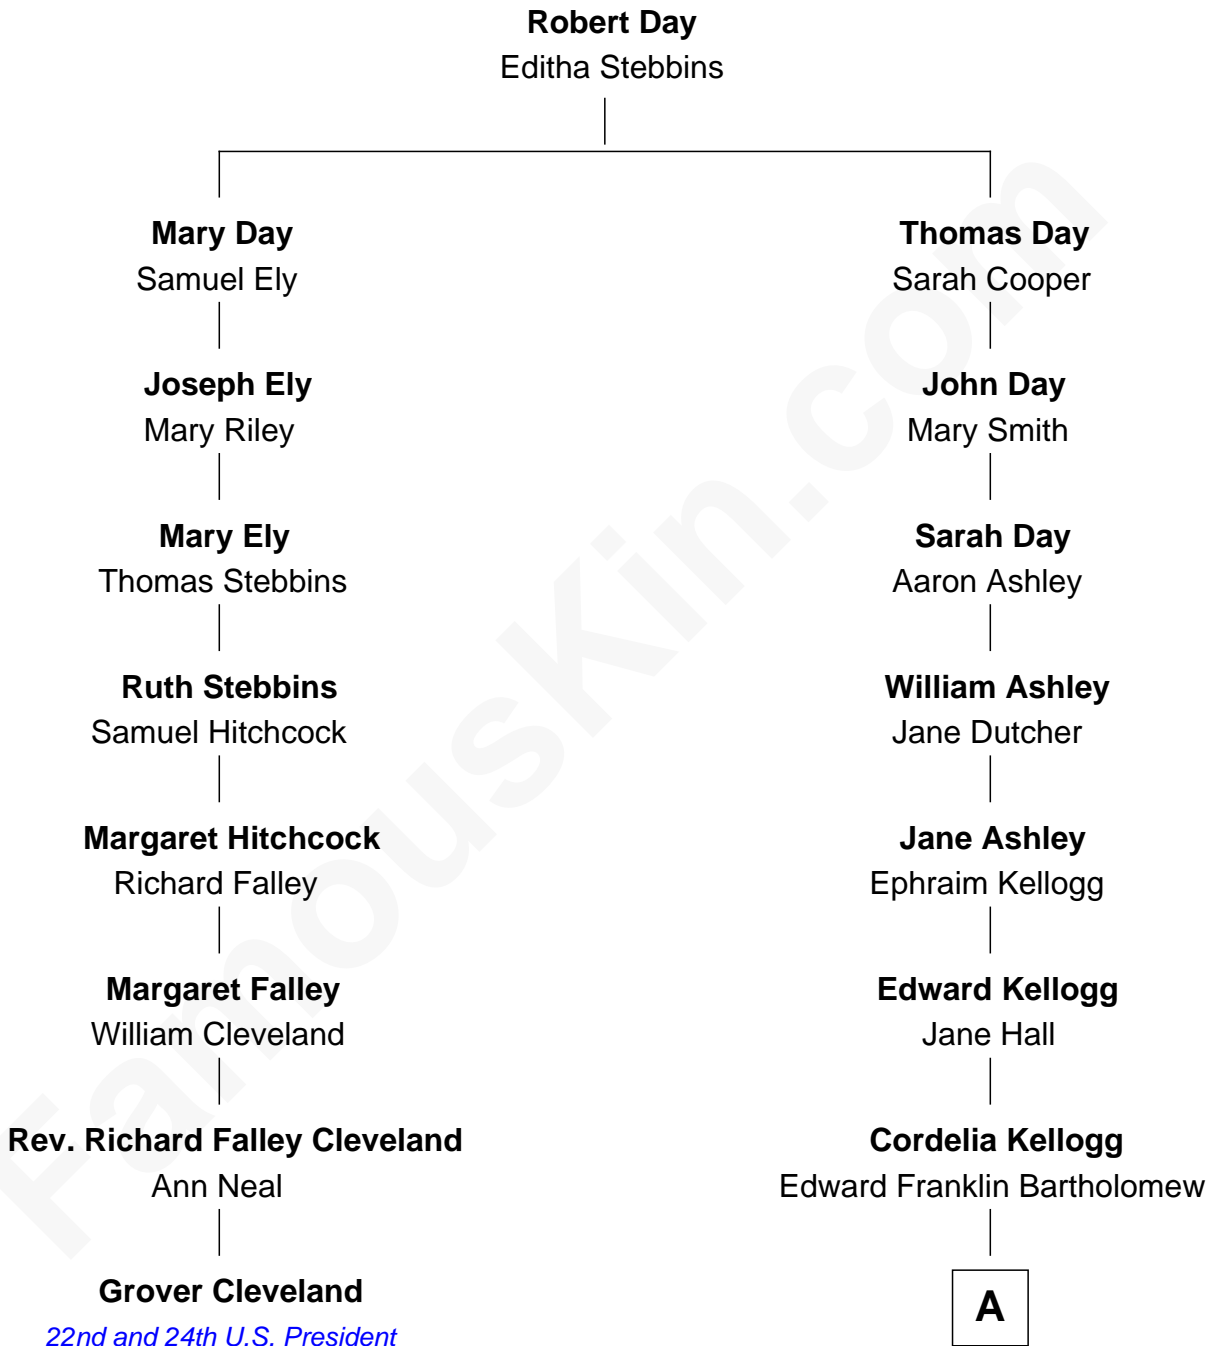 Robert Day
Editha Stebbins
Mary Day
Samuel Ely
Thomas Day
Sarah Cooper
Joseph Ely
Mary Riley
John Day
Mary Smith
Mary Ely
Thomas Stebbins
Sarah Day
Aaron Ashley
Ruth Stebbins
Samuel Hitchcock
William Ashley
Jane Dutcher
Margaret Hitchcock
Richard Falley
Jane Ashley
Ephraim Kellogg
Margaret Falley
William Cleveland
Edward Kellogg
Jane Hall
Rev. Richard Falley Cleveland
Ann Neal
Cordelia Kellogg
Edward Franklin Bartholomew
Grover Cleveland
22nd and 24th U.S. President
A
FamousKin.com